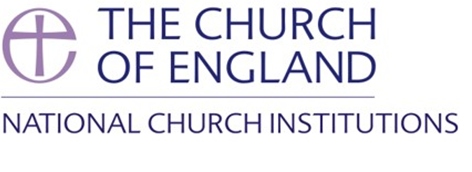 THE CHURCH
OF ENGLAND
NATIONAL CHURCH INSTITUTIONS